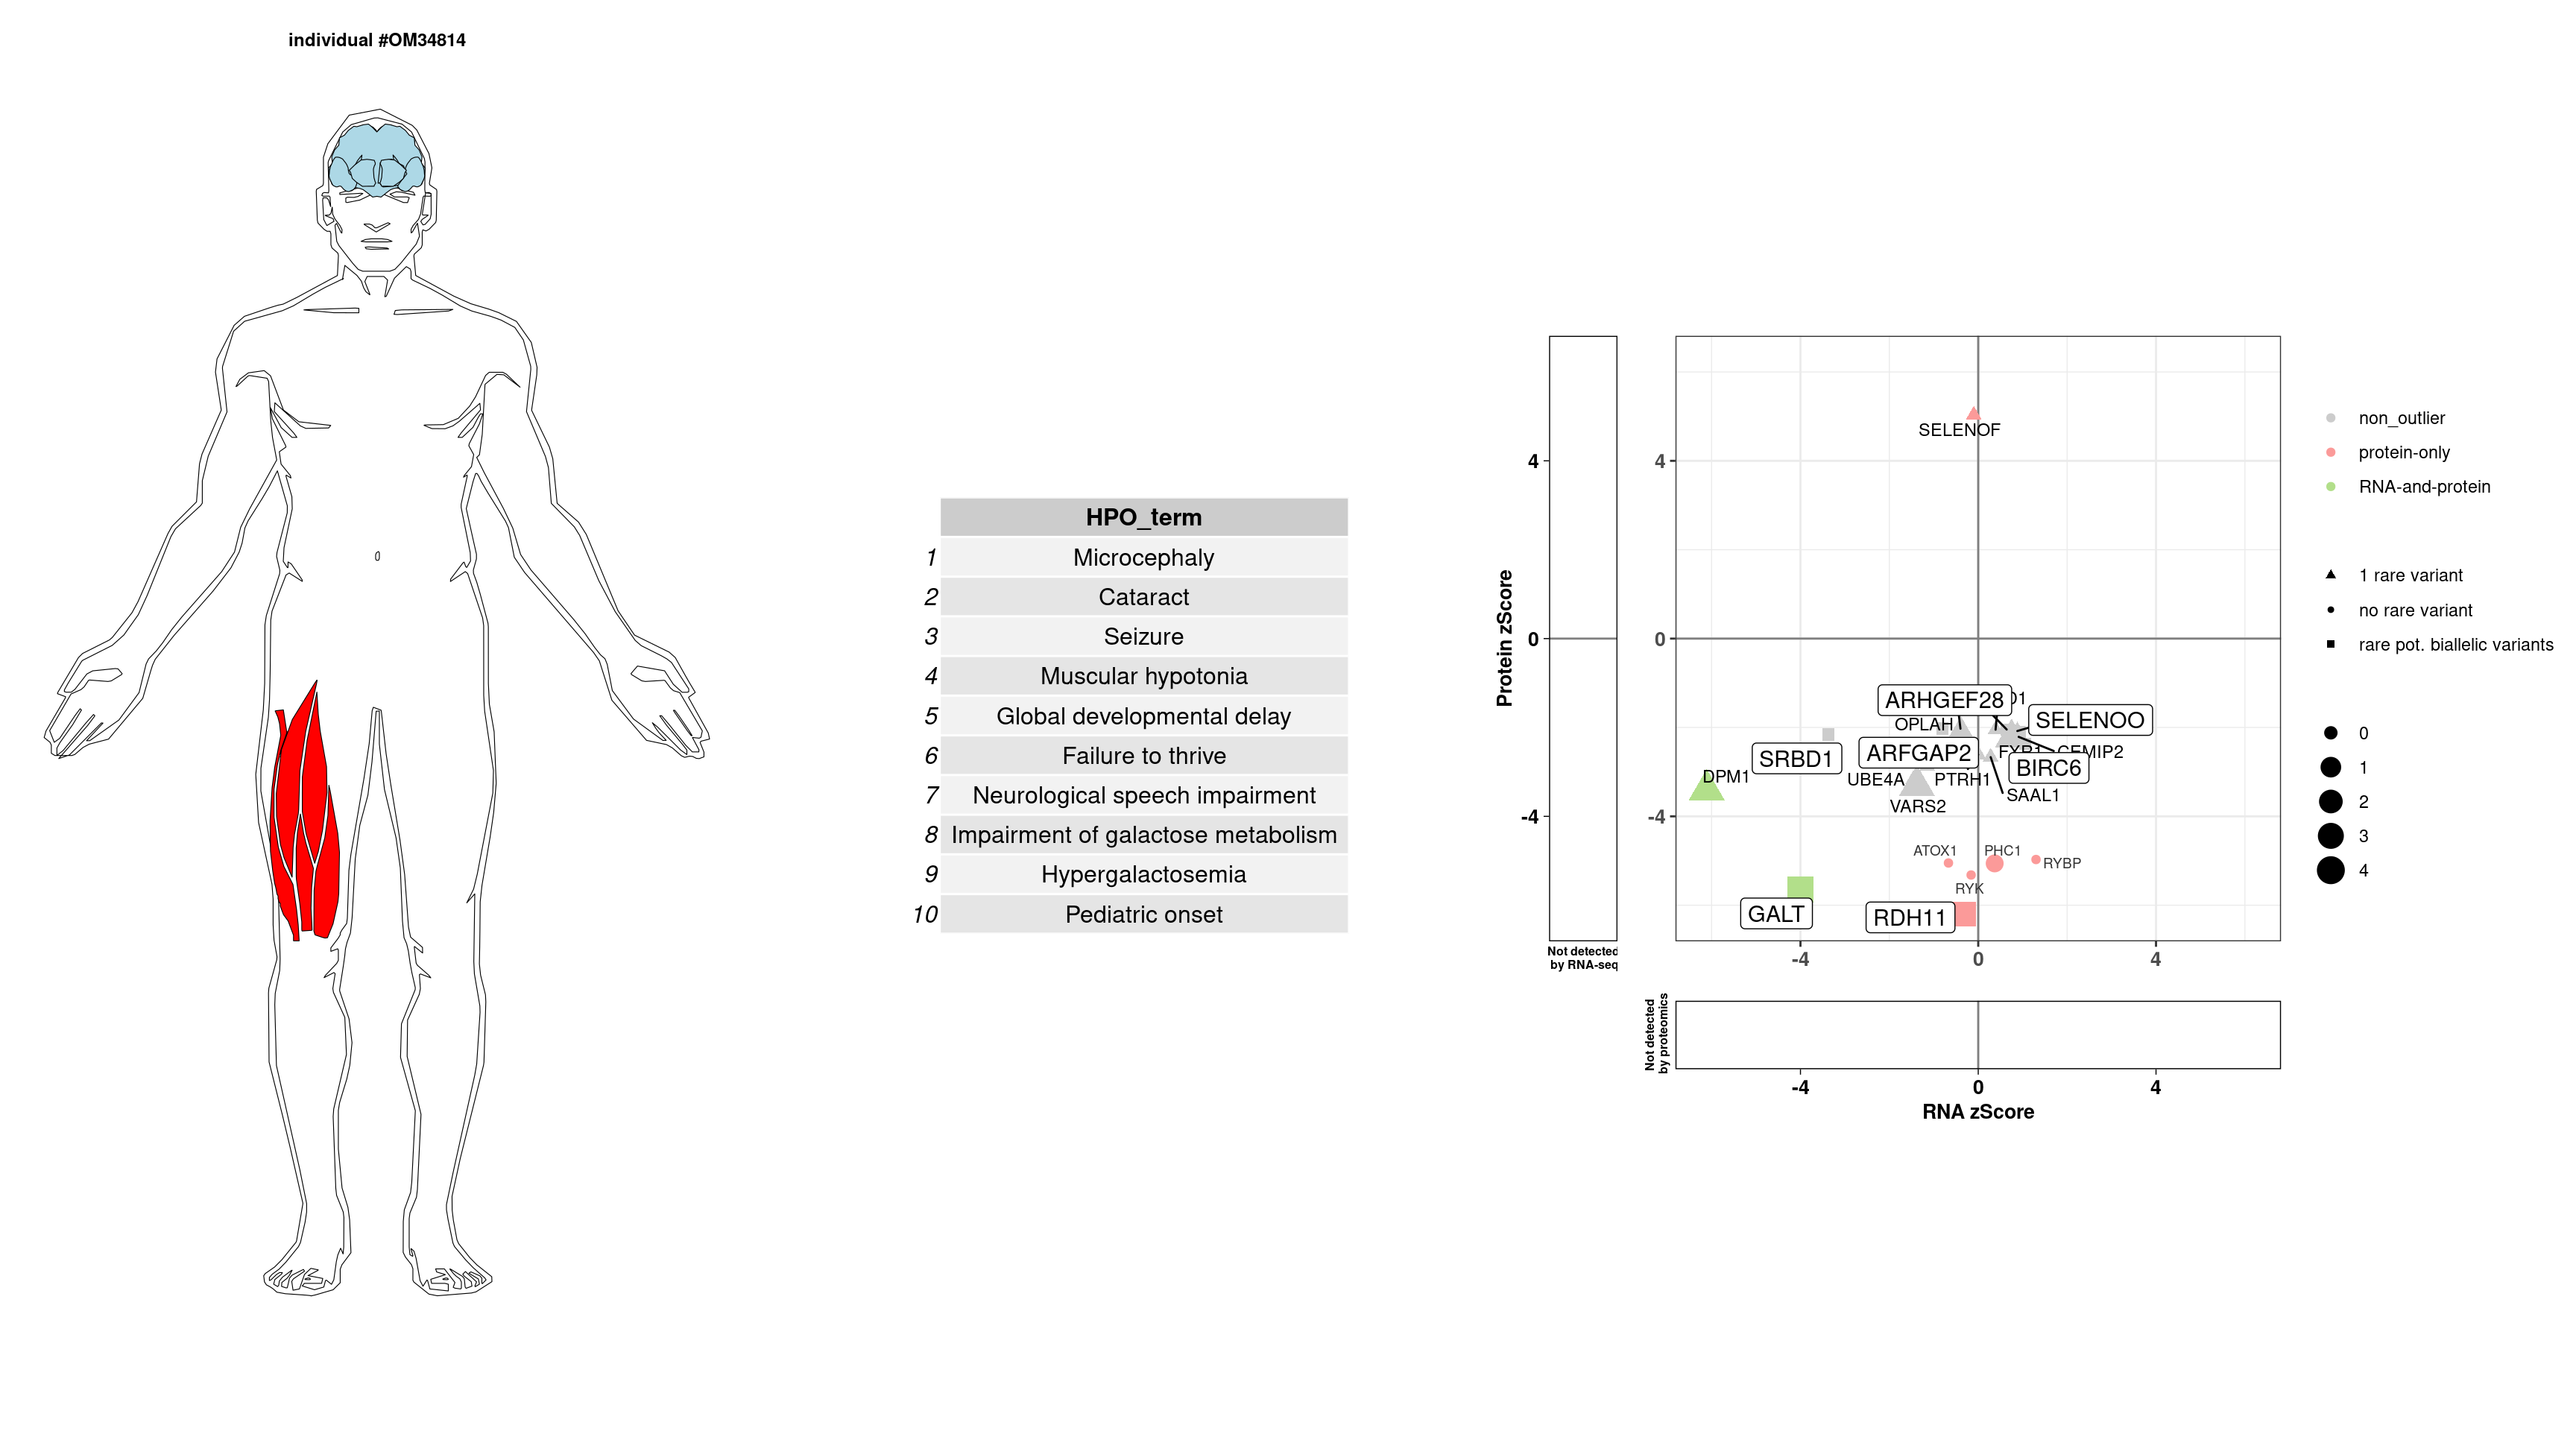 individual #OM34814
HPO_term
1 Microcephaly
2 Cataract
3 Seizure
4 Muscular hypotonia
5 Global developmental delay
6 Failure to thrive
7 Neurological speech impairment
8 Impairment of galactose metabolism
9 Hypergalactosemia
10 Pediatric onset
Protein zScore
4
0
-4
Not detected
by RNA-seq
4
0
-4
SELENOF
ARHGEF28
OPLAH
SELENOO
SRBD1
ARFGAP2
BIRC6
DPM1
UBE4A
PTRH1
SAAL1
VARS2
ATOX1
PHC1
RYBP
RYK
GALT
RDH11
-4
0
4
Not detected
by proteomics
-4
0
4
RNA zScore
non_outlier
protein-only
RNA-and-protein
1 rare variant
no rare variant
rare pot. biallelic variants
0
1
2
3
4